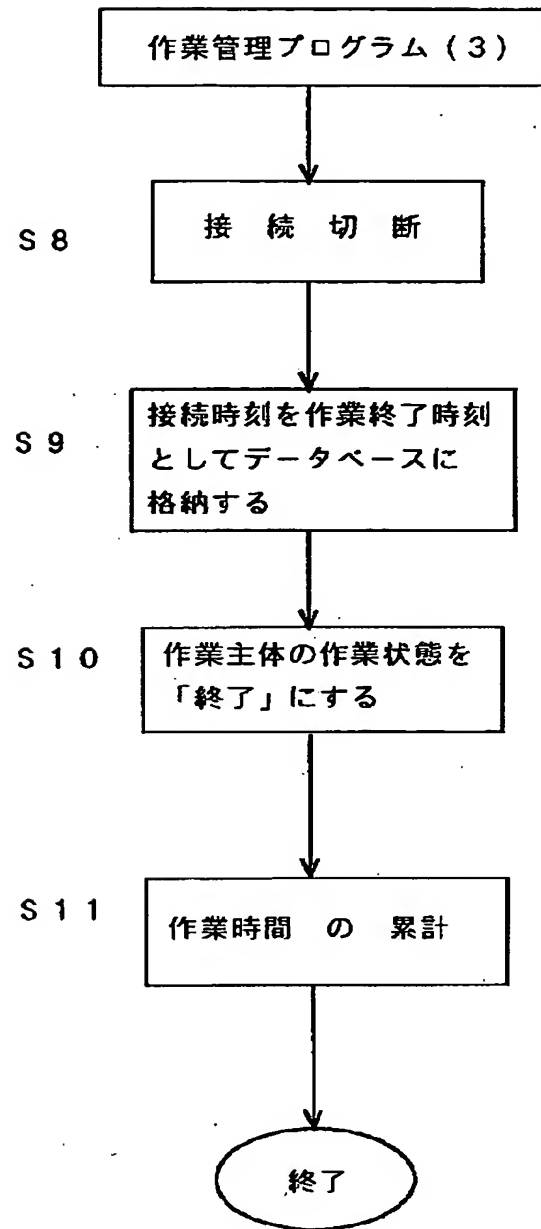 作業管理プログラム（３）
Ｓ８
接　続　切　断
Ｓ９
接続時刻を作業終了時刻
としてデータベースに
格納する
Ｓ１０
作業主体の作業状態を
「終了」にする
Ｓ１１
作業時間　の　累計
終了